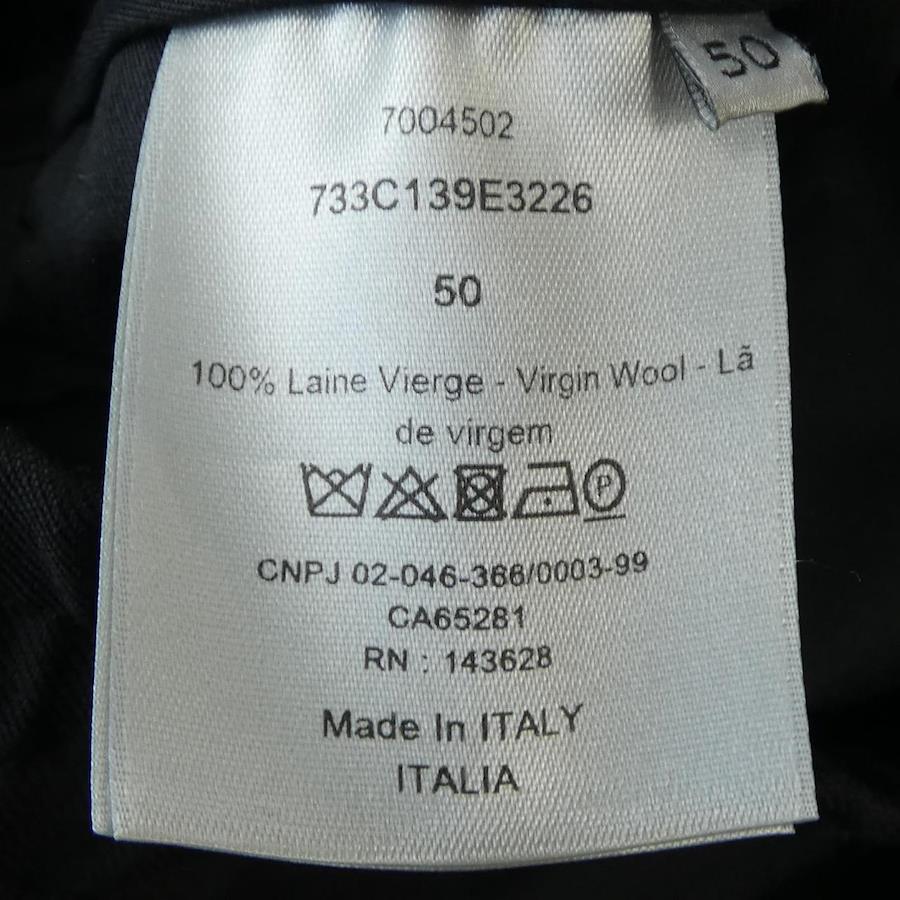 50
7004502
733C139E3226
50
100% Laine Vierge - Virgin Wool - Lã
de virgem
P
CNPJ 02-046-366/0003-99
CA65281
RN : 143628
Made In ITALY
ITALIA